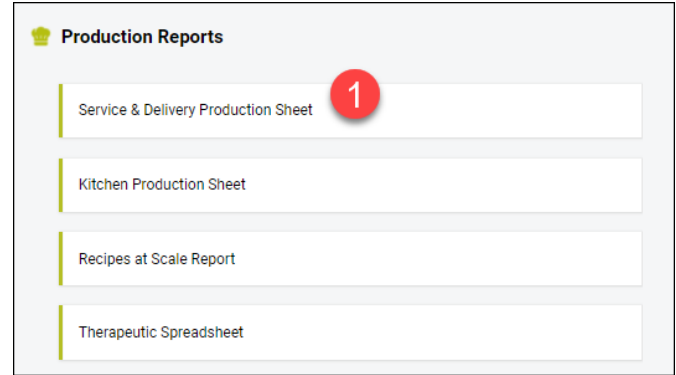 Production Reports
1
Service & Delivery Production Sheet
Kitchen Production Sheet
Recipes at Scale Report
Therapeutic Spreadsheet